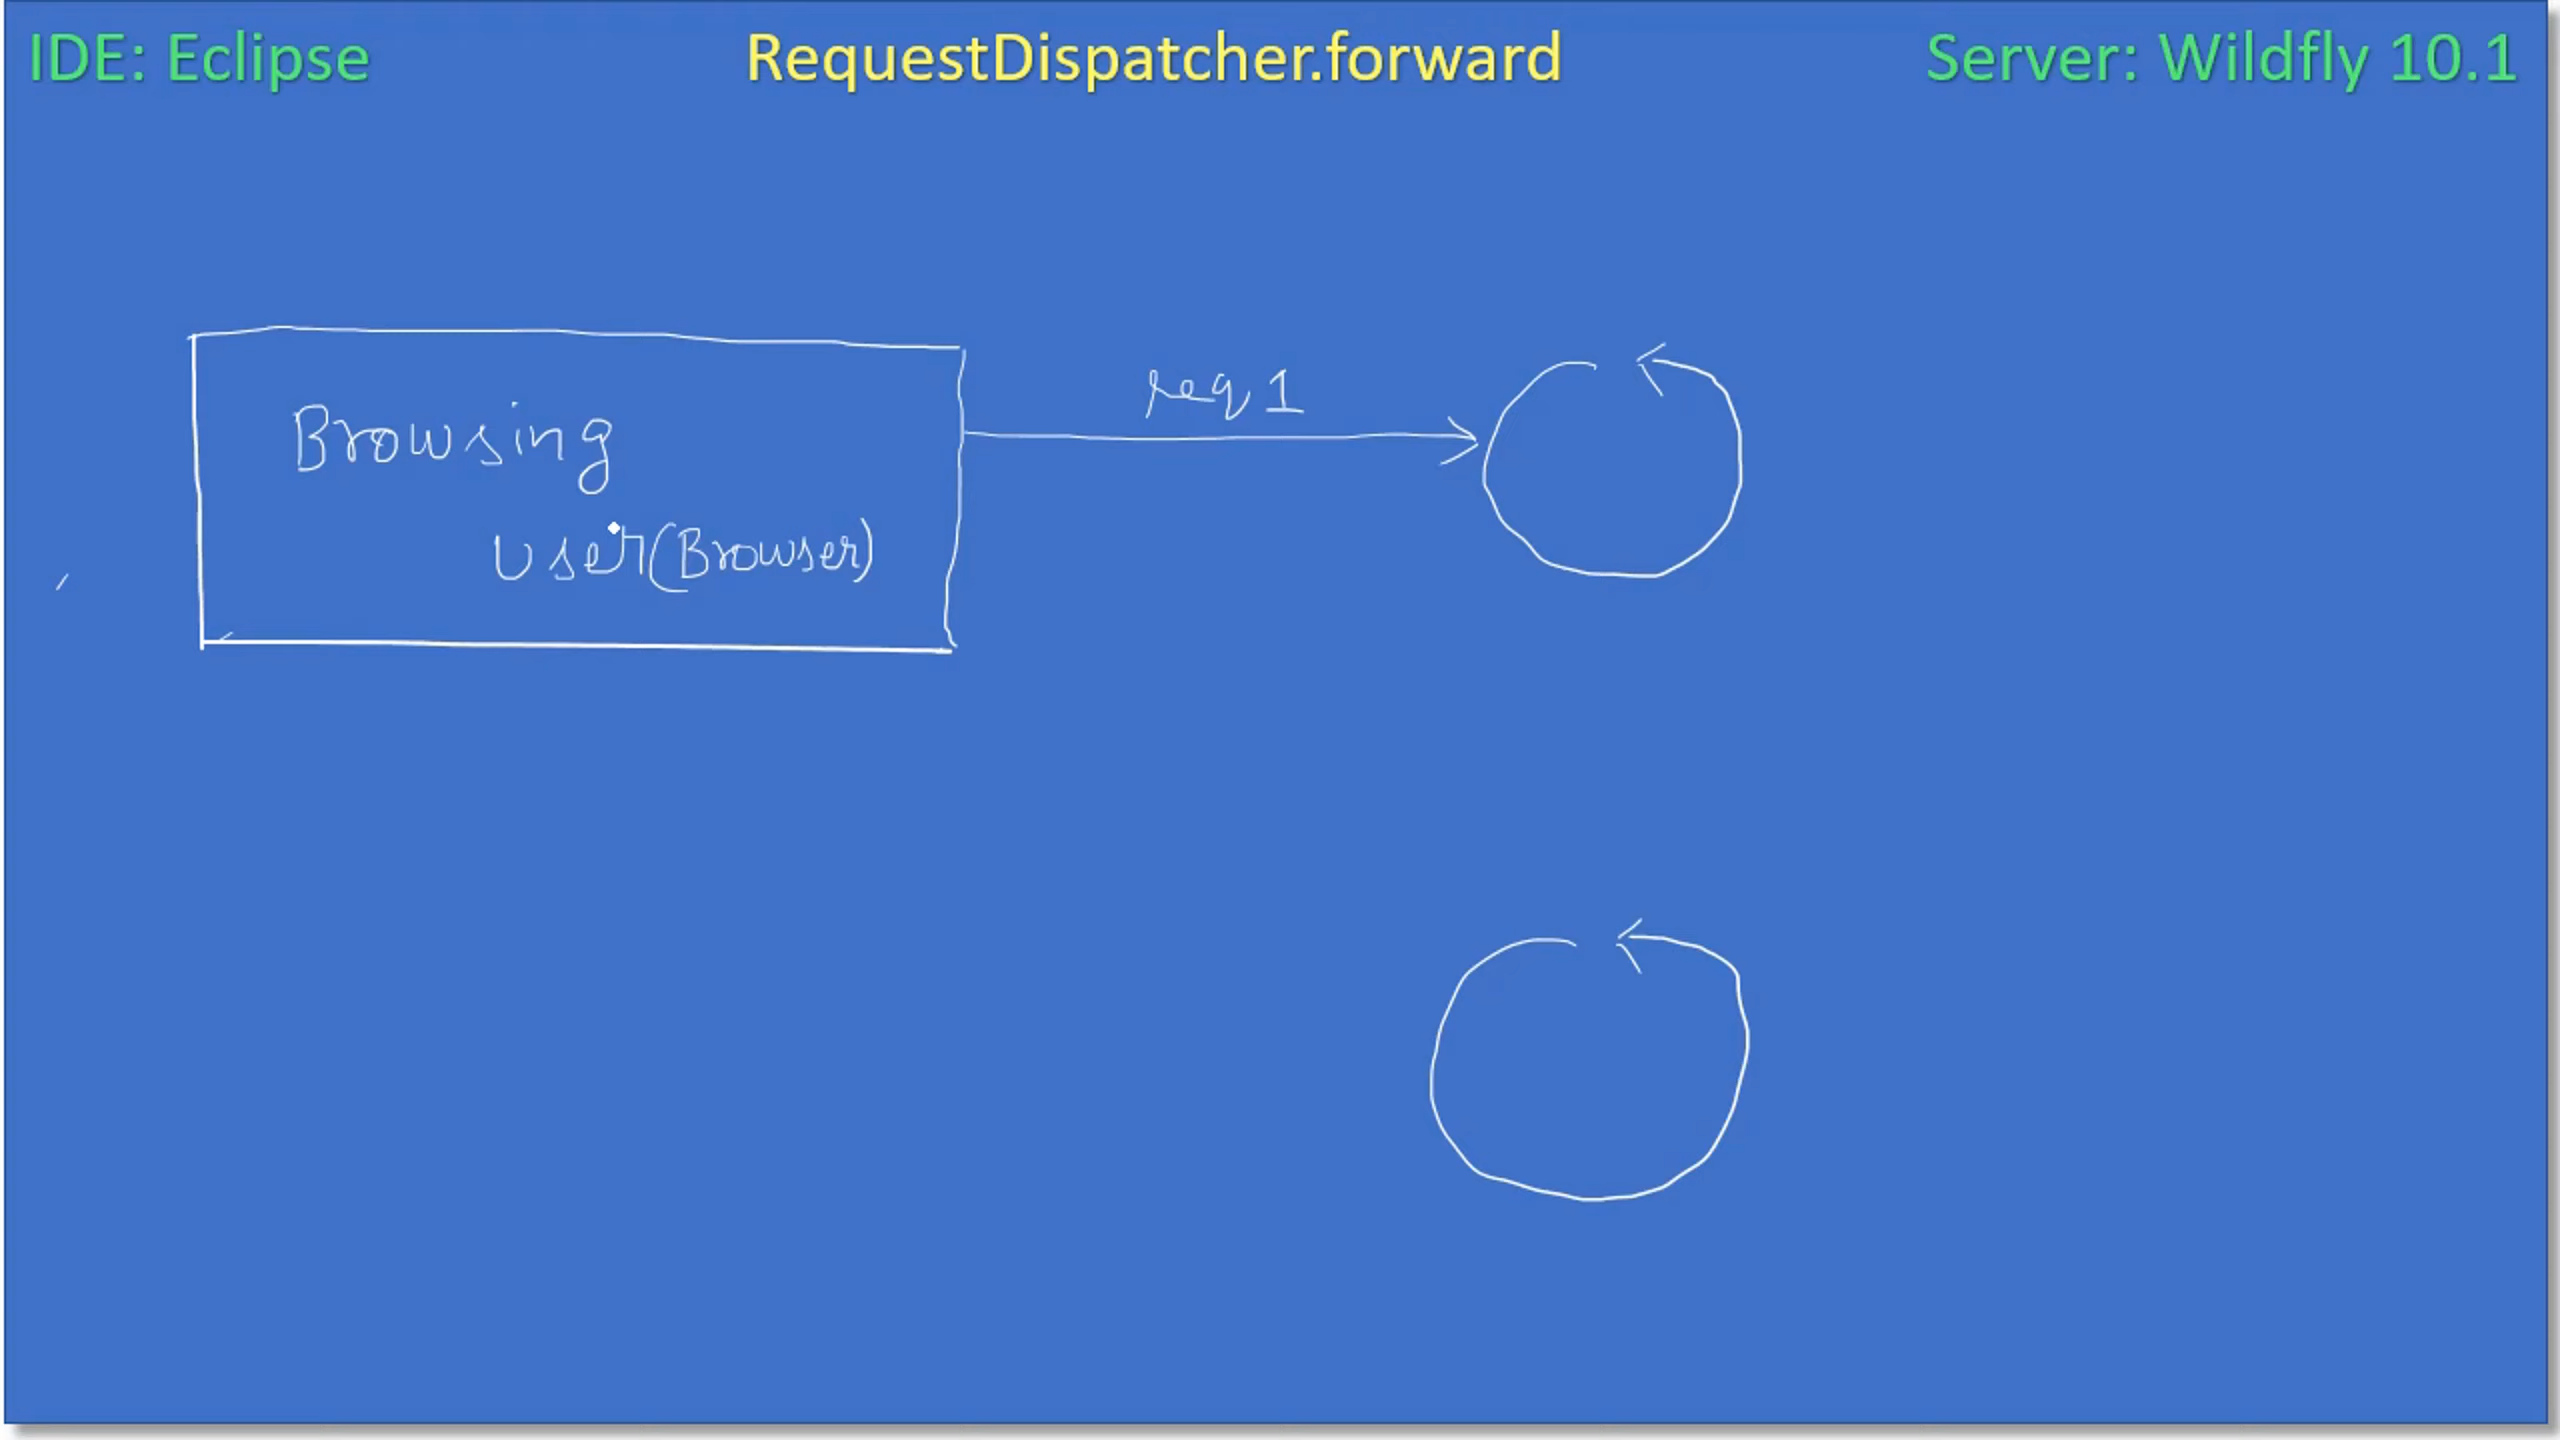 IDE: Eclipse
RequestDispatcher.forward
Server: Wildfly 10.1
req 1
Browsing
user(Browser)